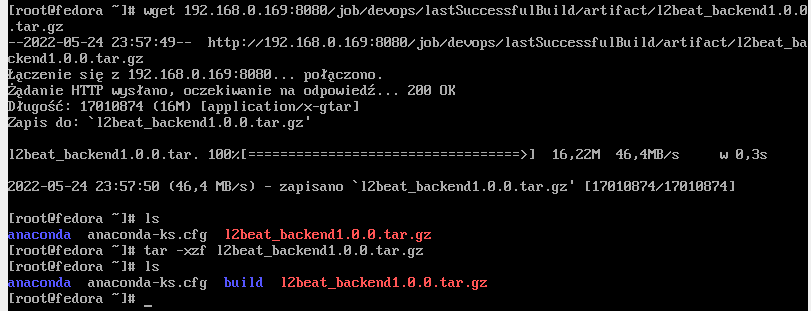 [root@fedora ~]# wget 192.168.0.169:8080/job/devops/lastSuccessfulBuild/artifact/l2beat_backend1.0.0
.tar.gz
--2022-05-24 23:57:49--  http://192.168.0.169:8080/job/devops/lastSuccessfulBuild/artifact/l2beat_ba
ckend1.0.0.tar.gz
Łączenie się z 192.168.0.169:8080... połączono.
Żądanie HTTP wysłano, oczekiwanie na odpowiedź... 200 OK
Długość: 17010874 (16M) [application/x-gtar]
Zapis do: `l2beat_backend1.0.0.tar.gz'
l2beat_backend1.0.0.tar. 100%[==================================>]  16,22M  46,4MB/s    w 0,3s
2022-05-24 23:57:50 (46,4 MB/s) - zapisano `l2beat_backend1.0.0.tar.gz' [17010874/17010874]
[root@fedora ~]# ls
anaconda  anaconda-ks.cfg  l2beat_backend1.0.0.tar.gz
[root@fedora ~]# tar -xzf l2beat_backend1.0.0.tar.gz
[root@fedora ~]# ls
anaconda  anaconda-ks.cfg  build  l2beat_backend1.0.0.tar.gz
[root@fedora ~]# _